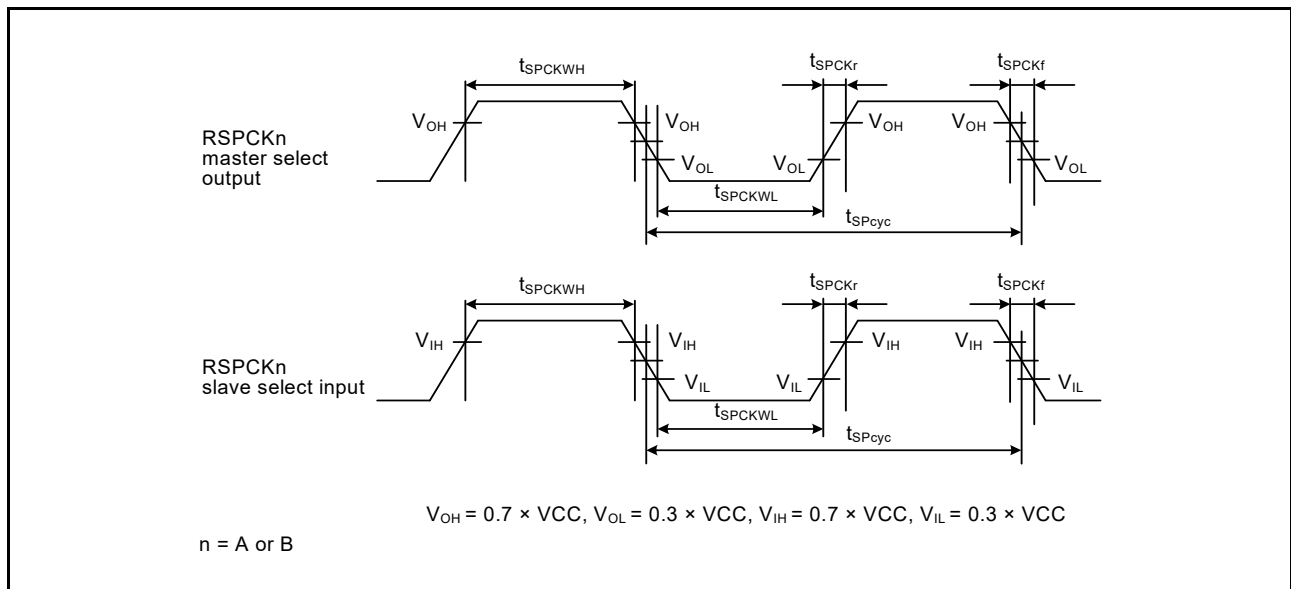 tSPCKWH tSPCKr tSPCKf
VOH VOH VOH VOH
RSPCKn
master select
output
VOL VOL VOL
tSPCKWL
tSPcyc
tSPCKWH tSPCKr tSPCKf
VIH VIH VIH VIH
RSPCKn
slave select input
VIL VIL VIL
tSPCKWL
tSPcyc
VOH = 0.7 × VCC, VOL = 0.3 × VCC, VIH = 0.7 × VCC, VIL = 0.3 × VCC
n = A or B